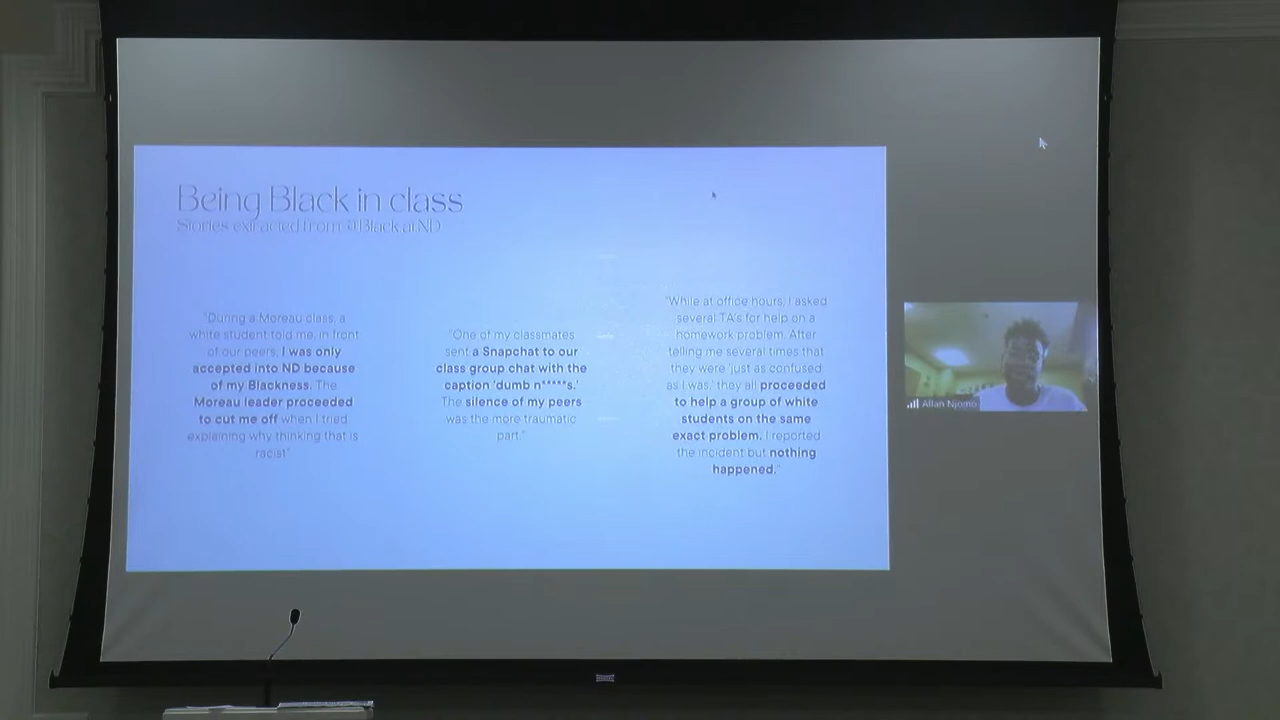 Being Black in class
Stories extracted from @Black at ND
"During a Moreau class, a
white student told me, in front
of our peers, I was only
accepted into ND because
of my Blackness. The
Moreau leader proceeded
to cut me off when I tried
explaining why thinking that is
racist"
"One of my classmates
sent a Snapchat to our
class group chat with the
caption 'dumb n*****s.'
The silence of my peers
was the more traumatic
part."
"While at office hours, I asked
several TA's for help on a
homework problem. After
telling me several times that
they were 'just as confused
as I was,' they all proceeded
to help a group of white
students on the same
exact problem. I reported
the incident but nothing
happened."
Allan Njomo